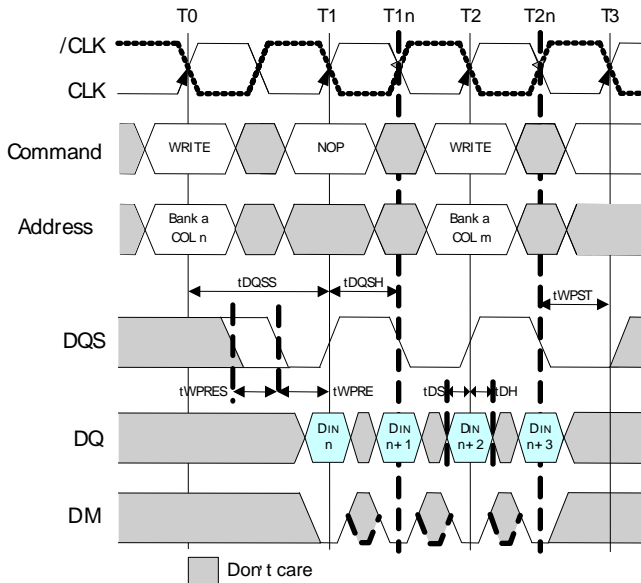 T0 T1 T1n T2 T2n T3
/CLK
CLK
Command WRITE NOP WRITE
Address Bank a COL n Bank a COL m
tDQSS tDQSH tWPST
DQS
tWPRES tWPRE tDS tDH
DQ DIN n DIN n+1 DIN n+2 DIN n+3
DM
Don't care